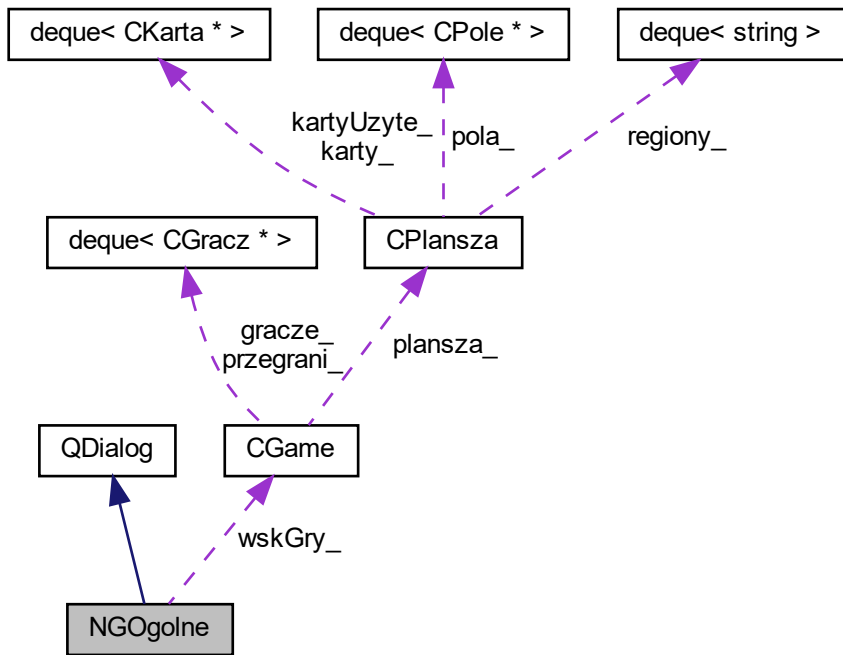 deque< CKarta * >
deque< CPole * >
deque< string >
kartyUzyte_
karty_
pola_
regiony_
deque< CGracz * >
CPlansza
gracze_
przegrani_
plansza_
QDialog
CGame
wskGry_
NGOgolne